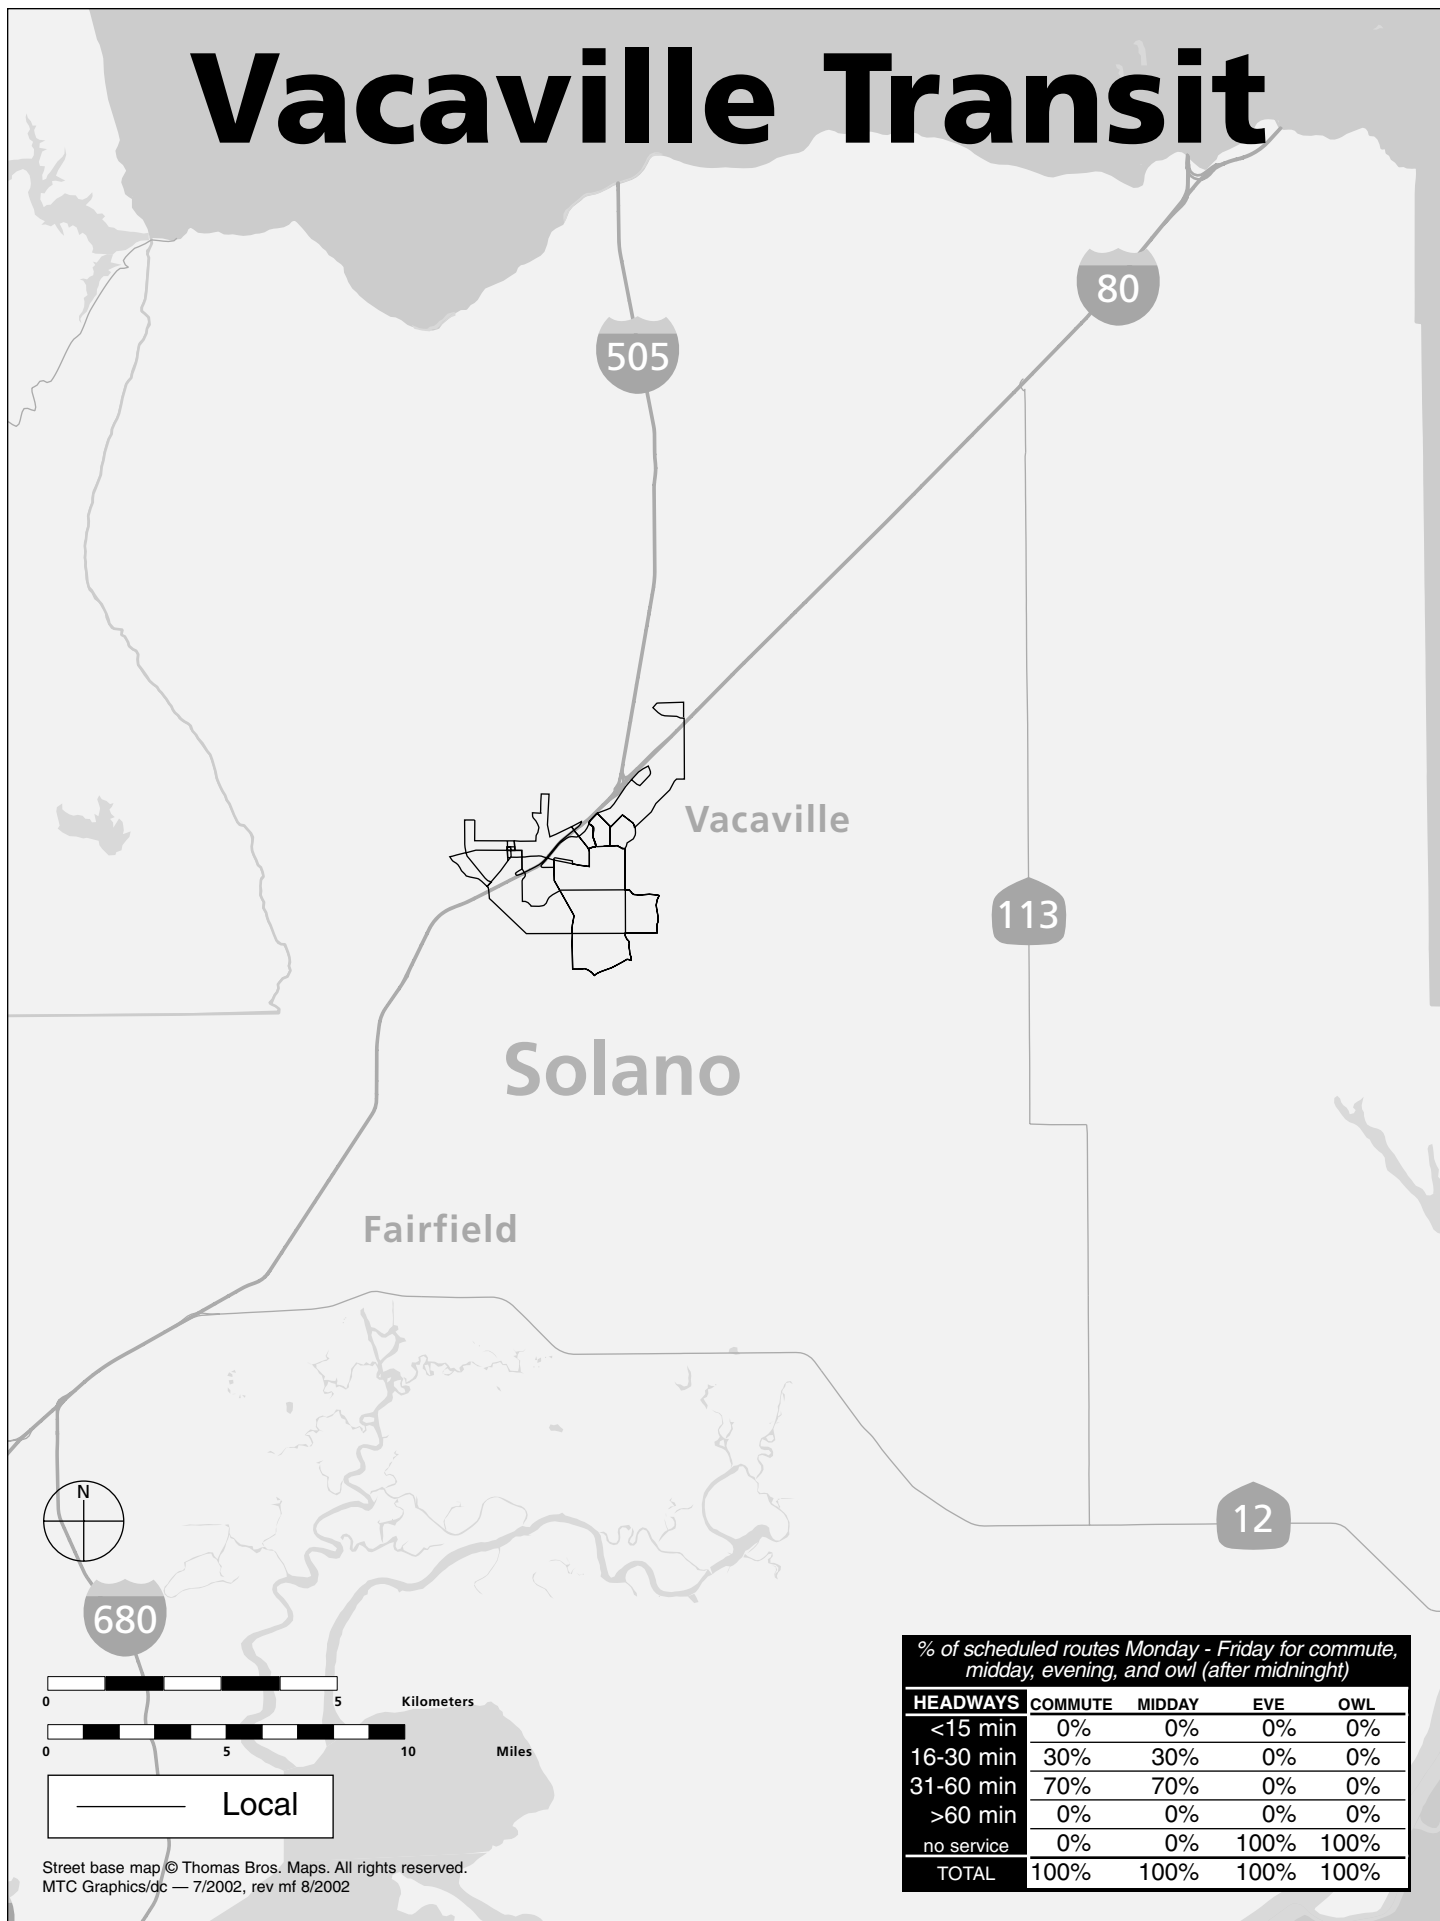 Vacaville Transit
80
505
Vacaville
113
Solano
Fairfield
N
12
680
0 5 Kilometers
0 5 10 Miles
Local
Street base map © Thomas Bros. Maps. All rights reserved.
MTC Graphics/dc — 7/2002, rev mf 8/2002
% of scheduled routes Monday - Friday for commute,
midday, evening, and owl (after midninght)
HEADWAYS COMMUTE MIDDAY EVE OWL
<15 min 0% 0% 0% 0%
16-30 min 30% 30% 0% 0%
31-60 min 70% 70% 0% 0%
>60 min 0% 0% 0% 0%
no service 0% 0% 100% 100%
TOTAL 100% 100% 100% 100%